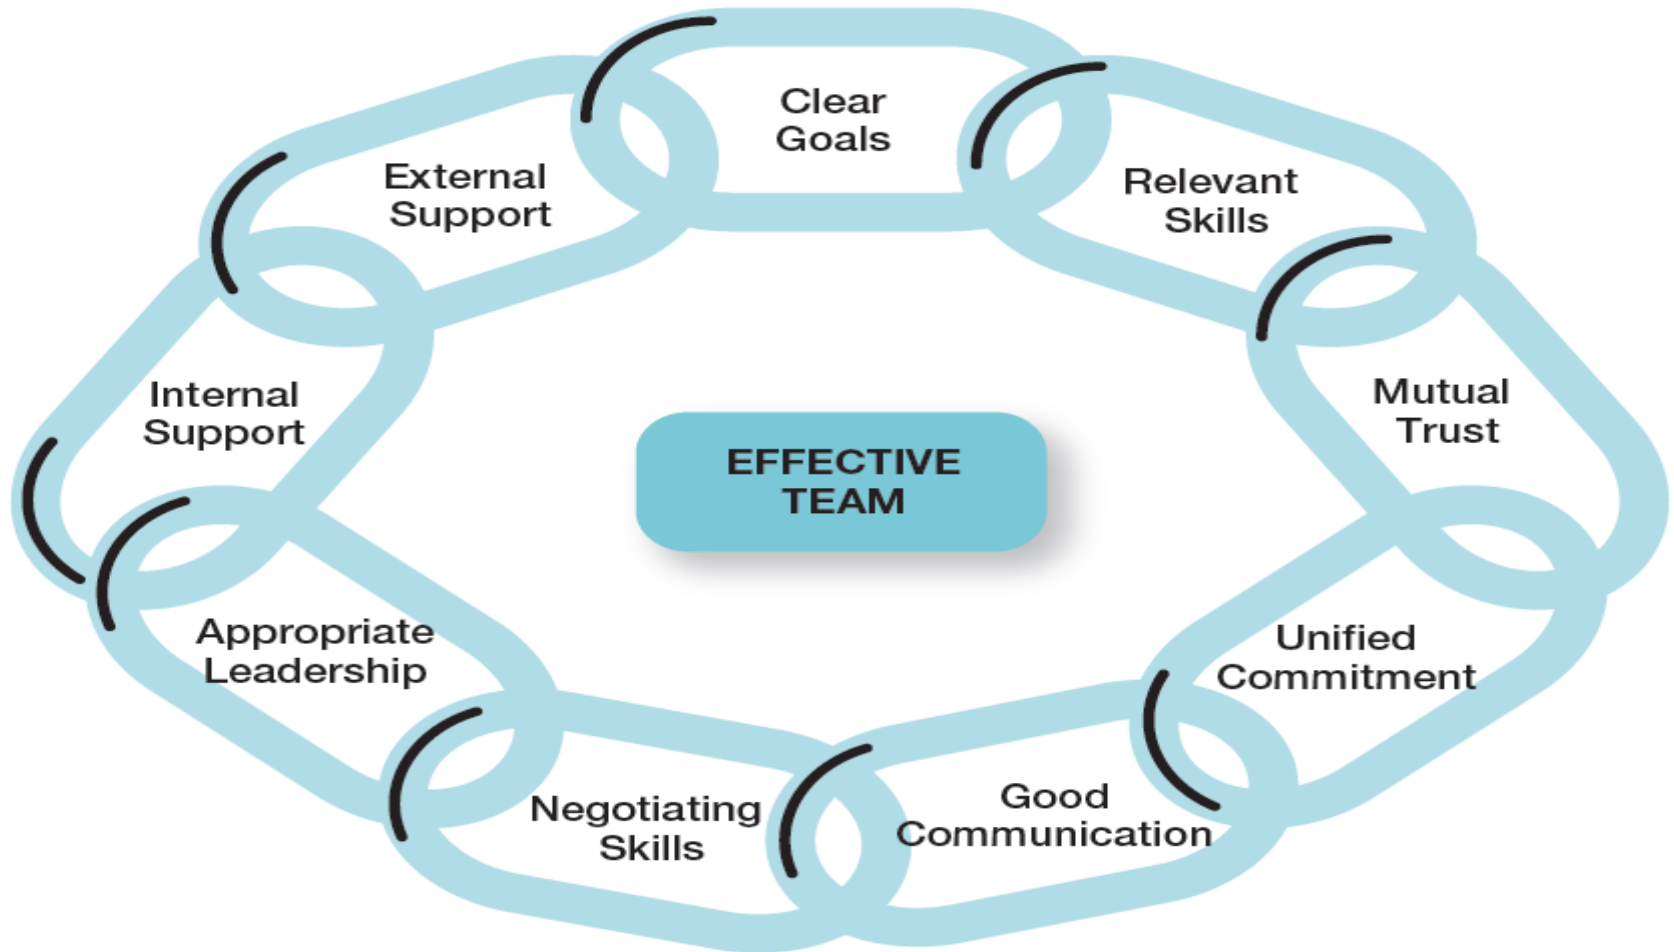 Clear
Goals
Relevant
Skills
Mutual
Trust
Unified
Commitment
Good
Communication
Negotiating
Skills
Appropriate
Leadership
Internal
Support
External
Support
EFFECTIVE
TEAM